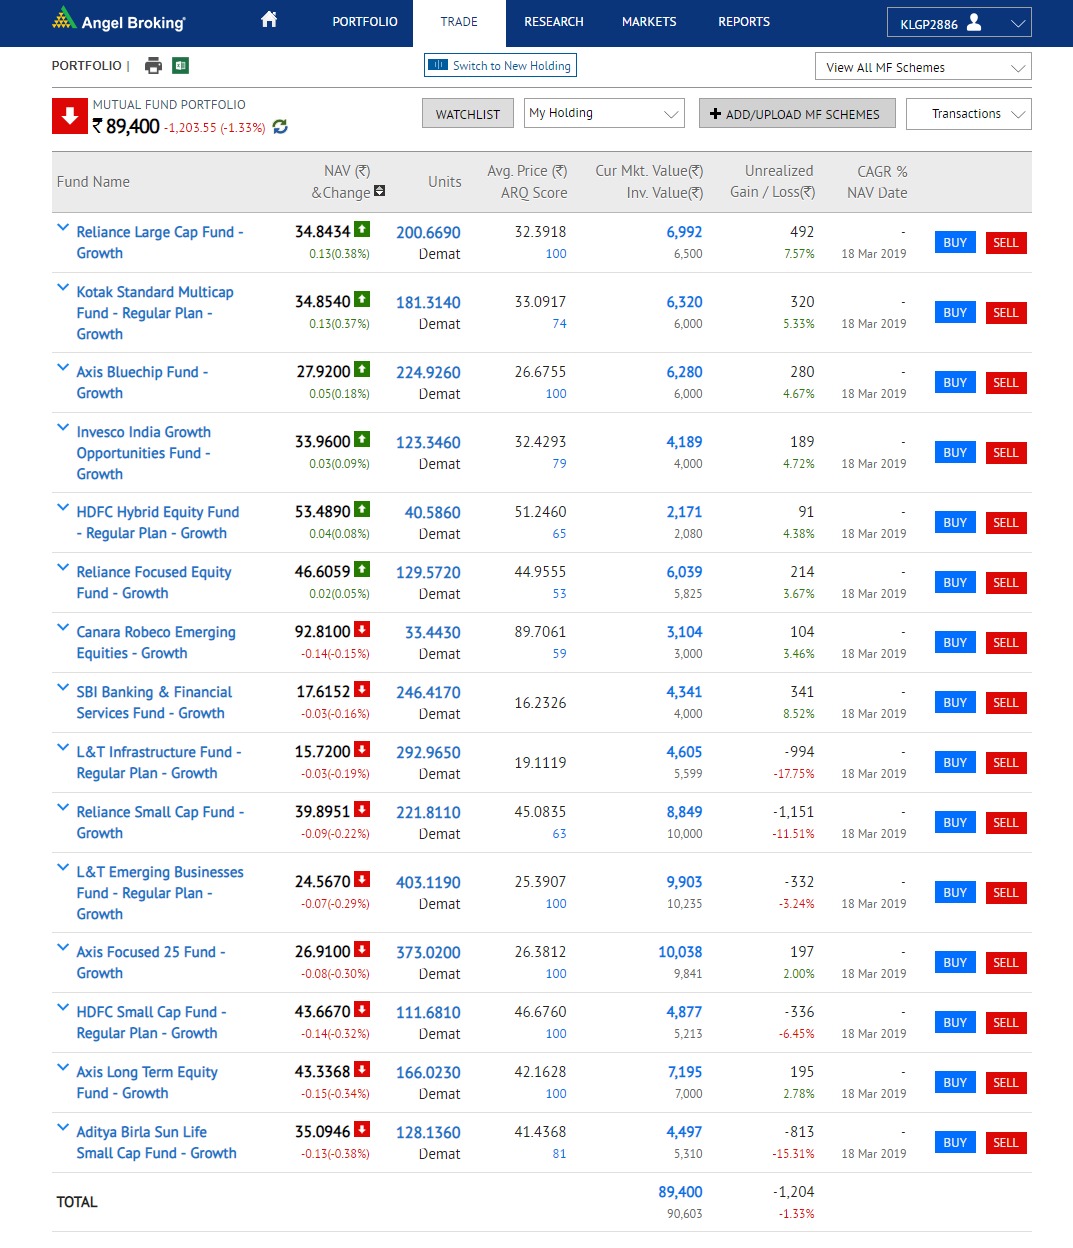 Angel Broking
PORTFOLIO TRADE RESEARCH MARKETS REPORTS KLGP2886
PORTFOLIO | Switch to New Holding View All MF Schemes
MUTUAL FUND PORTFOLIO
₹ 89,400 -1,203.55 (-1.33%) WATCHLIST My Holding + ADD/UPLOAD MF SCHEMES Transactions
Fund Name NAV (₹) &Change Units Avg. Price (₹) ARQ Score Cur Mkt. Value(₹) Inv. Value(₹) Unrealized Gain / Loss(₹) CAGR % NAV Date
Reliance Large Cap Fund - 34.8434 200.6690 32.3918 6,992 492 - BUY SELL
Growth 0.13(0.38%) Demat 100 6,500 7.57% 18 Mar 2019
Kotak Standard Multicap
Fund - Regular Plan - 34.8540 181.3140 33.0917 6,320 320 - BUY SELL
Growth 0.13(0.37%) Demat 74 6,000 5.33% 18 Mar 2019
Axis Bluechip Fund - 27.9200 224.9260 26.6755 6,280 280 - BUY SELL
Growth 0.05(0.18%) Demat 100 6,000 4.67% 18 Mar 2019
Invesco India Growth
Opportunities Fund - 33.9600 123.3460 32.4293 4,189 189 - BUY SELL
Growth 0.03(0.09%) Demat 79 4,000 4.72% 18 Mar 2019
HDFC Hybrid Equity Fund 53.4890 40.5860 51.2460 2,171 91 - BUY SELL
- Regular Plan - Growth 0.04(0.08%) Demat 65 2,080 4.38% 18 Mar 2019
Reliance Focused Equity 46.6059 129.5720 44.9555 6,039 214 - BUY SELL
Fund - Growth 0.02(0.05%) Demat 53 5,825 3.67% 18 Mar 2019
Canara Robeco Emerging 92.8100 33.4430 89.7061 3,104 104 - BUY SELL
Equities - Growth -0.14(-0.15%) Demat 59 3,000 3.46% 18 Mar 2019
SBI Banking & Financial 17.6152 246.4170 16.2326 4,341 341 - BUY SELL
Services Fund - Growth -0.03(-0.16%) Demat 4,000 8.52% 18 Mar 2019
L&T Infrastructure Fund - 15.7200 292.9650 19.1119 4,605 -994 - BUY SELL
Regular Plan - Growth -0.03(-0.19%) Demat 5,599 -17.75% 18 Mar 2019
Reliance Small Cap Fund - 39.8951 221.8110 45.0835 8,849 -1,151 - BUY SELL
Growth -0.09(-0.22%) Demat 63 10,000 -11.51% 18 Mar 2019
L&T Emerging Businesses
Fund - Regular Plan - 24.5670 403.1190 25.3907 9,903 -332 - BUY SELL
Growth -0.07(-0.29%) Demat 100 10,235 -3.24% 18 Mar 2019
Axis Focused 25 Fund - 26.9100 373.0200 26.3812 10,038 197 - BUY SELL
Growth -0.08(-0.30%) Demat 100 9,841 2.00% 18 Mar 2019
HDFC Small Cap Fund - 43.6670 111.6810 46.6760 4,877 -336 - BUY SELL
Regular Plan - Growth -0.14(-0.32%) Demat 100 5,213 -6.45% 18 Mar 2019
Axis Long Term Equity 43.3368 166.0230 42.1628 7,195 195 - BUY SELL
Fund - Growth -0.15(-0.34%) Demat 100 7,000 2.78% 18 Mar 2019
Aditya Birla Sun Life 35.0946 128.1360 41.4368 4,497 -813 - BUY SELL
Small Cap Fund - Growth -0.13(-0.38%) Demat 81 5,310 -15.31% 18 Mar 2019
TOTAL 89,400 -1,204
90,603 -1.33%